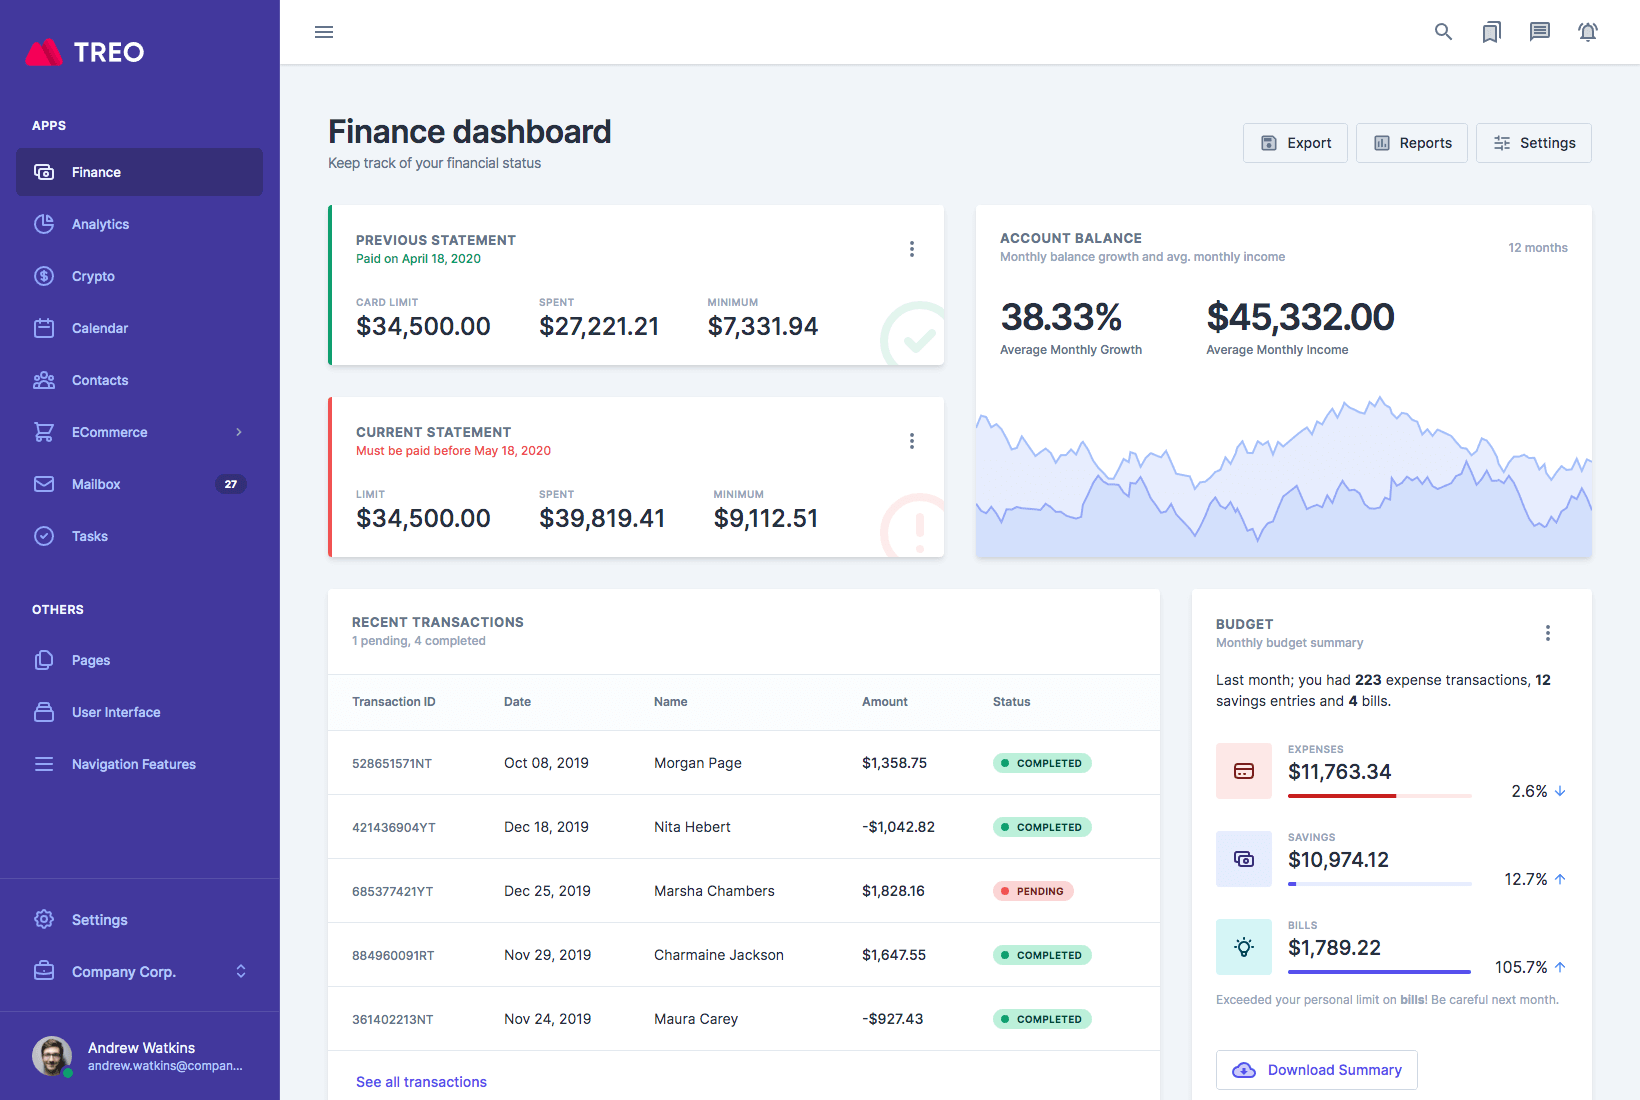 TREO
APPS
Finance
Analytics
Crypto
Calendar
Contacts
ECommerce
Mailbox 27
Tasks
OTHERS
Pages
User Interface
Navigation Features
Settings
Company Corp.
Andrew Watkins
andrew.watkins@compan...
Finance dashboard
Keep track of your financial status
Export Reports Settings
PREVIOUS STATEMENT
Paid on April 18, 2020
CARD LIMIT SPENT MINIMUM
$34,500.00 $27,221.21 $7,331.94
CURRENT STATEMENT
Must be paid before May 18, 2020
LIMIT SPENT MINIMUM
$34,500.00 $39,819.41 $9,112.51
ACCOUNT BALANCE
Monthly balance growth and avg. monthly income
12 months
38.33% $45,332.00
Average Monthly Growth Average Monthly Income
RECENT TRANSACTIONS
1 pending, 4 completed
Transaction ID Date Name Amount Status
528651571NT Oct 08, 2019 Morgan Page $1,358.75 COMPLETED
421436904YT Dec 18, 2019 Nita Hebert -$1,042.82 COMPLETED
685377421YT Dec 25, 2019 Marsha Chambers $1,828.16 PENDING
884960091RT Nov 29, 2019 Charmaine Jackson $1,647.55 COMPLETED
361402213NT Nov 24, 2019 Maura Carey -$927.43 COMPLETED
See all transactions
BUDGET
Monthly budget summary
Last month; you had 223 expense transactions, 12
savings entries and 4 bills.
EXPENSES
$11,763.34
2.6%
SAVINGS
$10,974.12
12.7%
BILLS
$1,789.22
105.7%
Exceeded your personal limit on bills! Be careful next month.
Download Summary